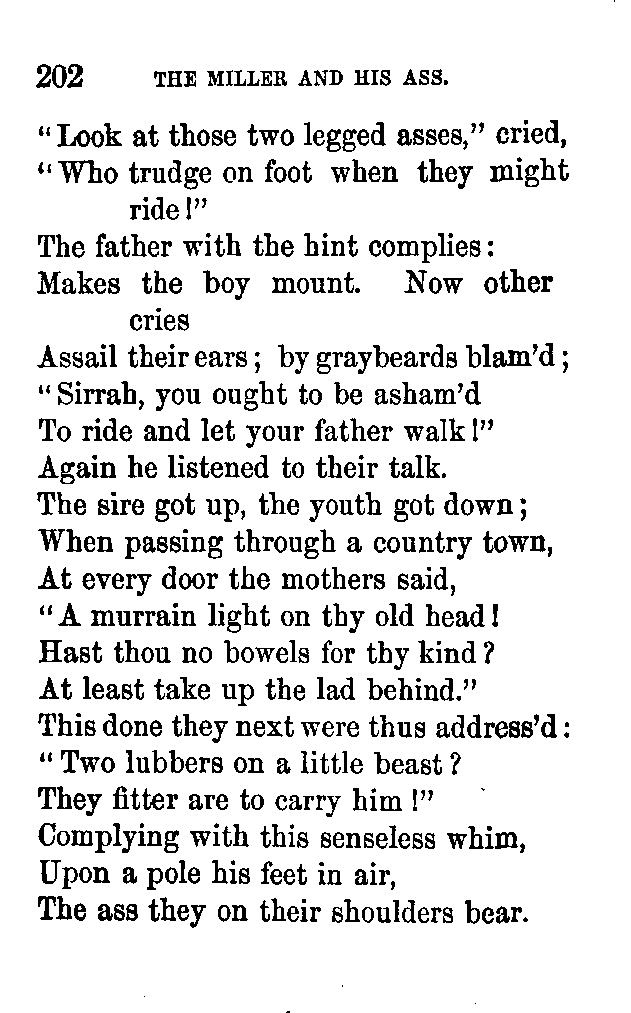 202 THE MILLER AND HIS ASS.
"Look at those two legged asses," cried,
"Who trudge on foot when they might
ride!"
The father with the hint complies:
Makes the boy mount. Now other
cries
Assail their ears; by graybeards blam'd;
"Sirrah, you ought to be asham'd
To ride and let your father walk!"
Again he listened to their talk.
The sire got up, the youth got down;
When passing through a country town,
At every door the mothers said,
"A murrain light on thy old head!
Hast thou no bowels for thy kind?
At least take up the lad behind."
This done they next were thus address'd:
"Two lubbers on a little beast?
They fitter are to carry him!"
Complying with this senseless whim,
Upon a pole his feet in air,
The ass they on their shoulders bear.